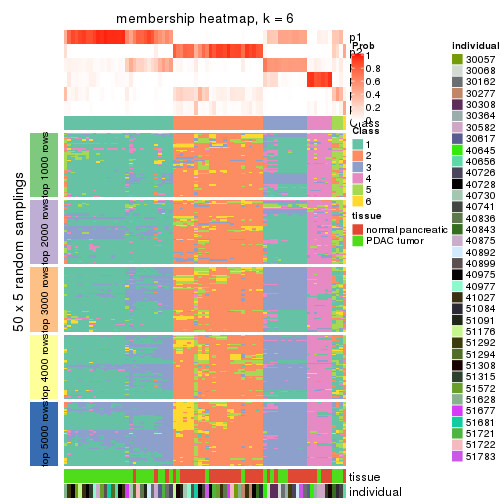 membership heatmap, k = 6
p1
Prob
1
0.8
0.6
0.4
0.2
0
Class
Class
1
2
3
4
5
6
tissue
normal pancreatic
PDAC tumor
individual
30057
30068
30162
30277
30308
30364
30582
30617
40645
40656
40726
40728
40730
40741
40836
40843
40875
40892
40899
40975
40977
41027
51084
51091
51176
51292
51294
51308
51315
51572
51628
51677
51681
51721
51722
51783
50 x 5 random samplings
top 1000 rows
top 2000 rows
top 3000 rows
top 4000 rows
top 5000 rows
tissue
individual